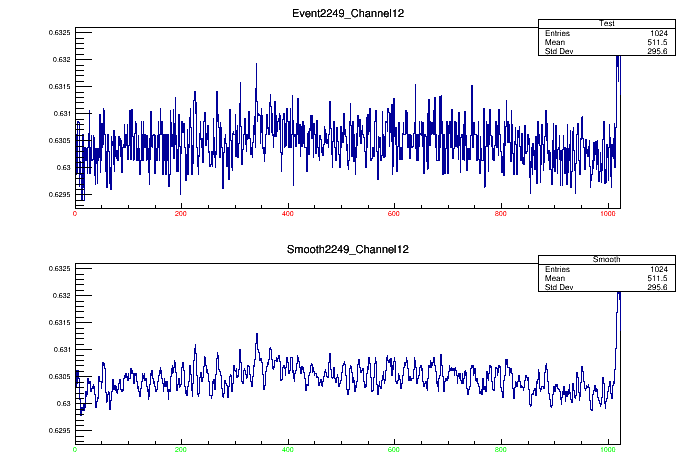 Event2249_Channel12
Test
Entries 1024
Mean 511.5
Std Dev 295.6
0.6325
0.632
0.6315
0.631
0.6305
0.63
0.6295
0 200 400 600 800 1000
Smooth2249_Channel12
Smooth
Entries 1024
Mean 511.5
Std Dev 295.6
0.6325
0.632
0.6315
0.631
0.6305
0.63
0.6295
0 200 400 600 800 1000